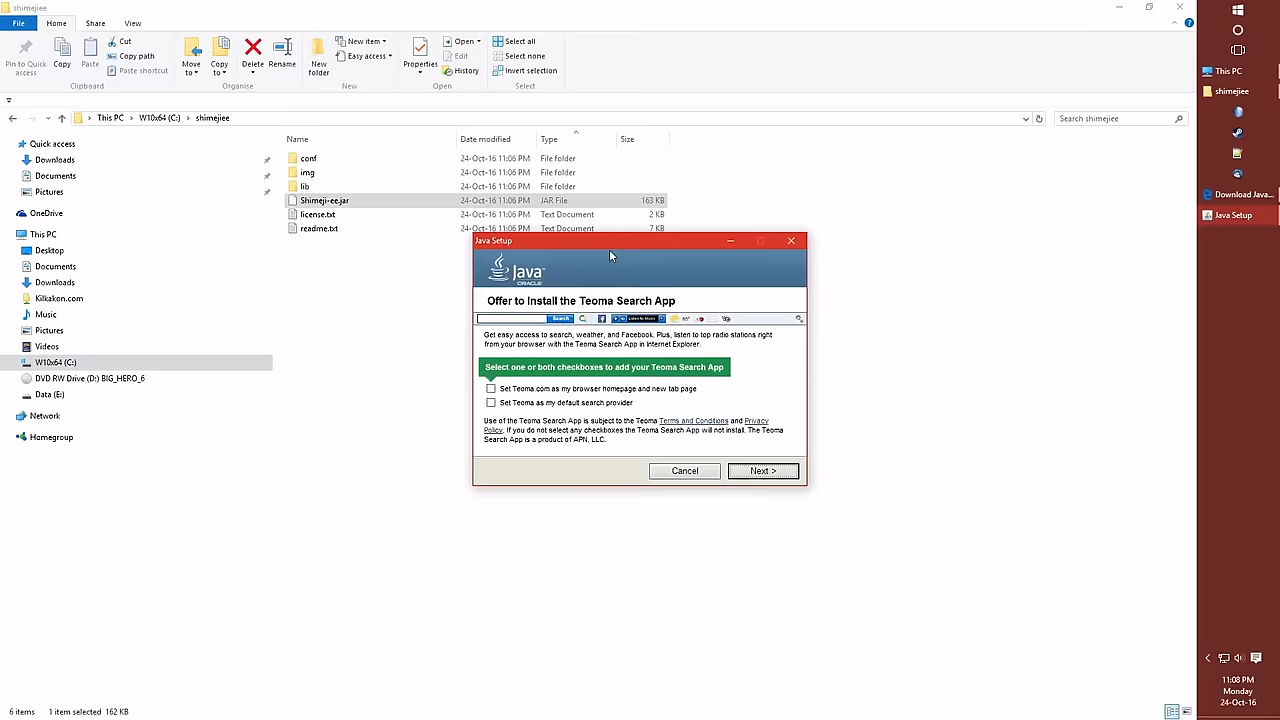 shimejiee
File Home Share View
Pin to Quick access
Copy
Paste
Cut
Copy path
Paste shortcut
Clipboard
Move to
Copy to
Delete
Rename
Organise
New folder
New item
Easy access
New
Properties
Open
Edit
History
Open
Select all
Select none
Invert selection
Select
This PC W10x64 (C:) shimejiee
Search shimejiee
Quick access
Downloads
Documents
Pictures
OneDrive
This PC
Desktop
Documents
Downloads
Kilkakon.com
Music
Pictures
Videos
W10x64 (C:)
DVD RW Drive (D:) BIG_HERO_6
Data (E:)
Network
Homegroup
Name Date modified Type Size
conf 24-Oct-16 11:06 PM File folder
img 24-Oct-16 11:06 PM File folder
lib 24-Oct-16 11:06 PM File folder
Shimeji-ee.jar 24-Oct-16 11:06 PM JAR File 163 KB
license.txt 24-Oct-16 11:06 PM Text Document 2 KB
readme.txt 24-Oct-16 11:06 PM Text Document 7 KB
Java Setup
Java
ORACLE
Offer to Install the Teoma Search App
Search Listen to Music
Get easy access to search, weather, and Facebook. Plus, listen to top radio stations right
from your browser with the Teoma Search App in Internet Explorer.
Select one or both checkboxes to add your Teoma Search App
Set Teoma.com as my browser homepage and new tab page
Set Teoma as my default search provider
Use of the Teoma Search App is subject to the Teoma Terms and Conditions and Privacy
Policy. If you do not select any checkboxes the Teoma Search App will not install. The Teoma
Search App is a product of APN, LLC.
Cancel Next >
This PC
shimejiee
Download Java...
Java Setup
11:08 PM
Monday
24-Oct-16
6 items 1 item selected 162 KB